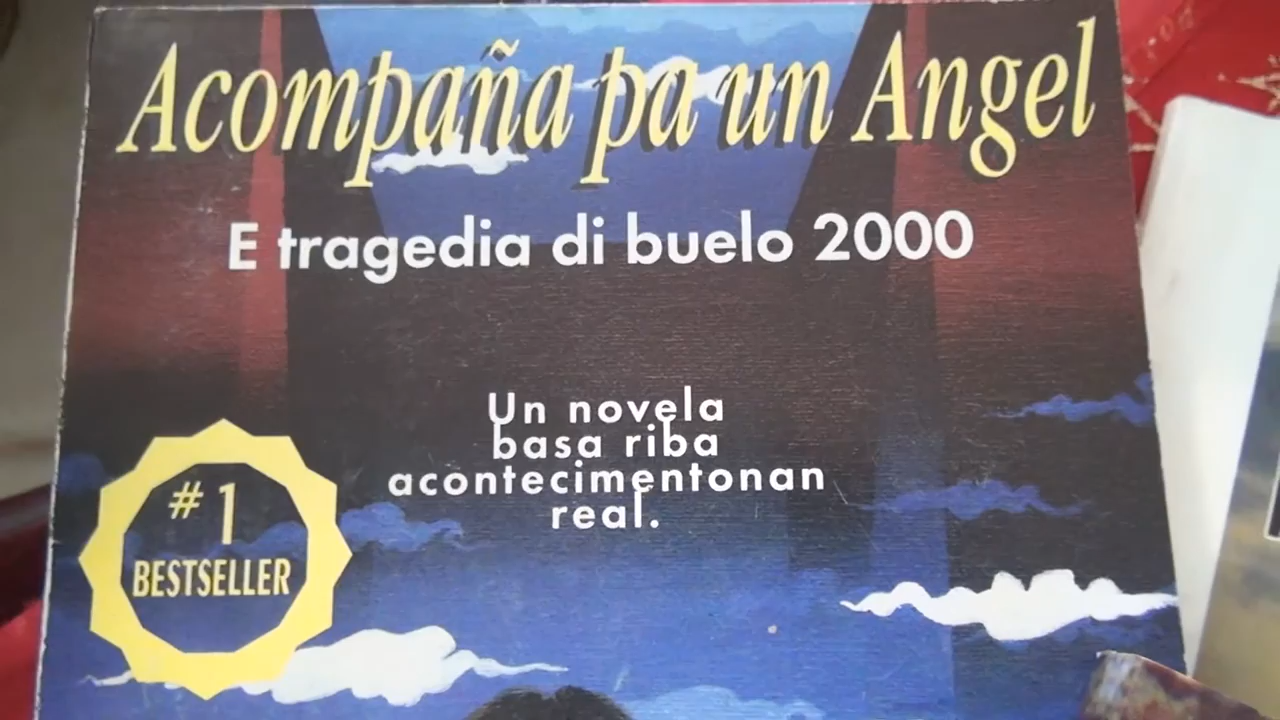 Acompaña pa un Angel
E tragedia di buelo 2000
Un novela
basa riba
acontecimentonan
real.
# 1
BESTSELLER